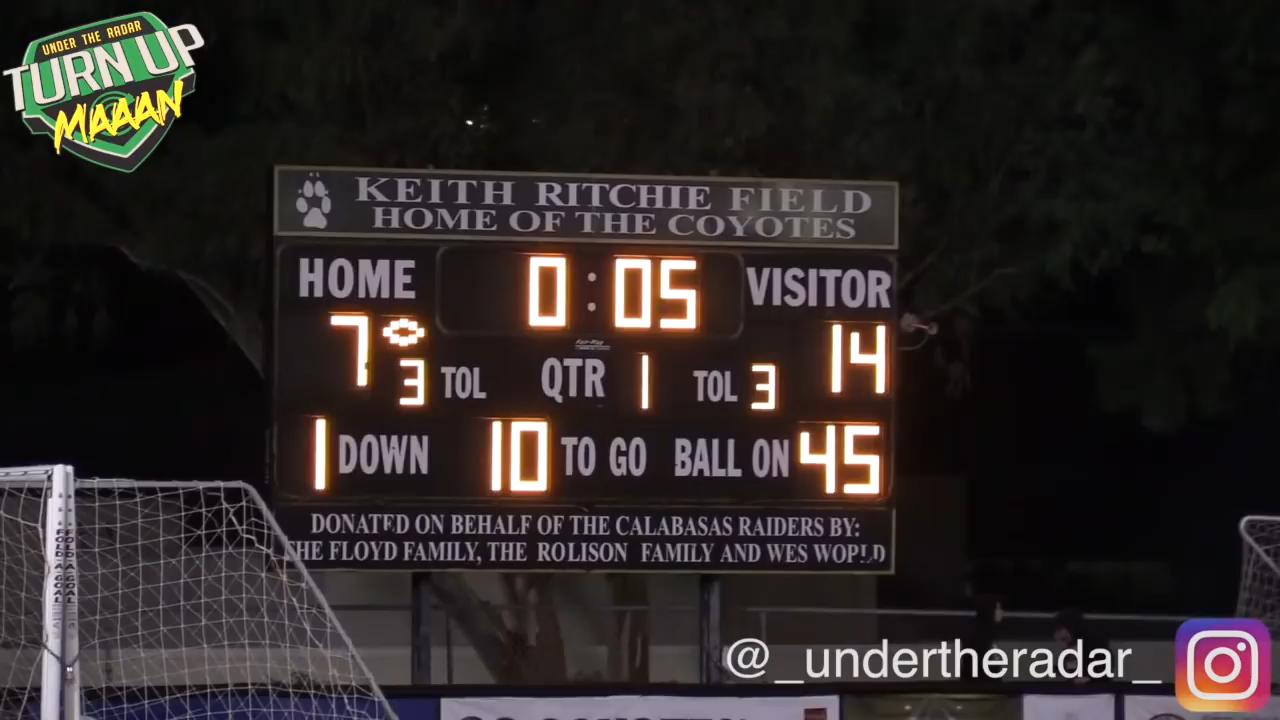 UNDER THE RADAR
TURN UP
MAAAN
KEITH RITCHIE FIELD
HOME OF THE COYOTES
HOME 0:05 VISITOR
7 14
3 TOL QTR 1 TOL 3
1 DOWN 10 TO GO BALL ON 45
DONATED ON BEHALF OF THE CALABASAS RAIDERS BY:
THE FLOYD FAMILY, THE ROLISON FAMILY AND WES WORLD
@_undertheradar_